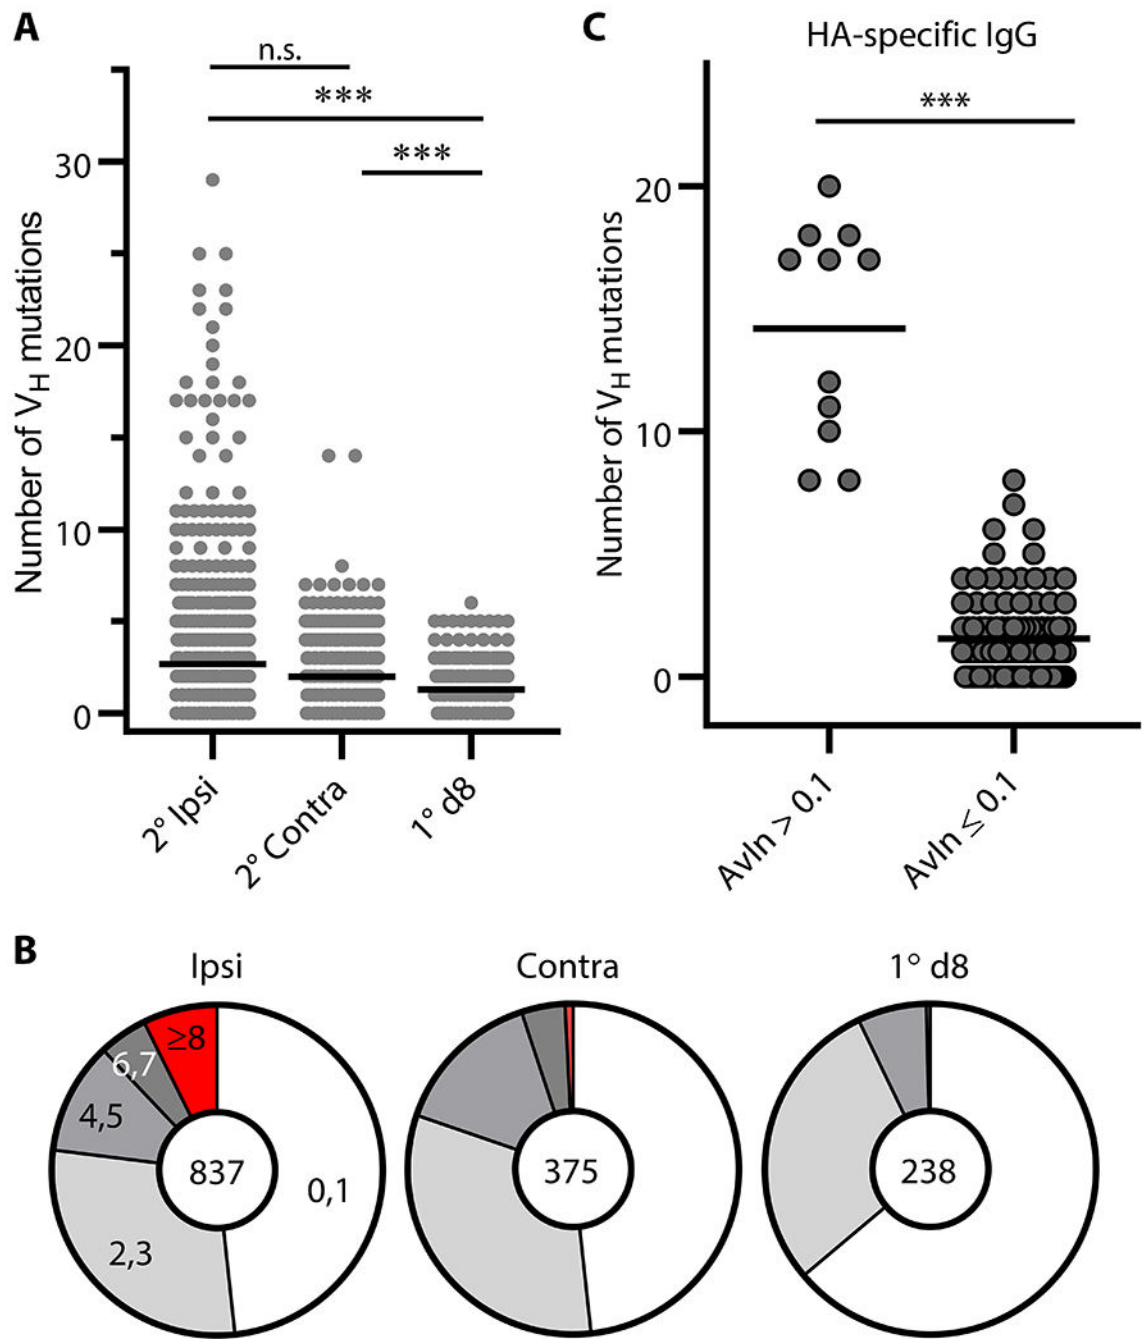 A
n.s.
***
***
30
20
10
0
Number of VH mutations
2° Ipsi
2° Contra
1° d8
C
HA-specific IgG
***
20
10
0
Number of VH mutations
AvIn > 0.1
AvIn ≤ 0.1
B
Ipsi
Contra
1° d8
≥8
6,7
4,5
2,3
0,1
837
375
238